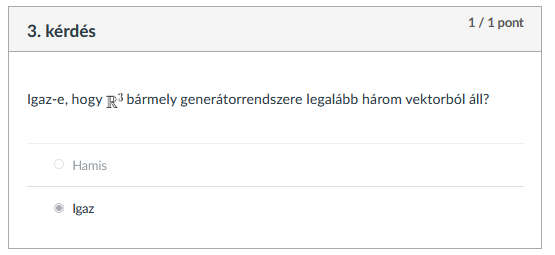 3. kérdés
1 / 1 pont
Igaz-e, hogy ℝ³ bármely generátorrendszere legalább három vektorból áll?
Hamis
Igaz